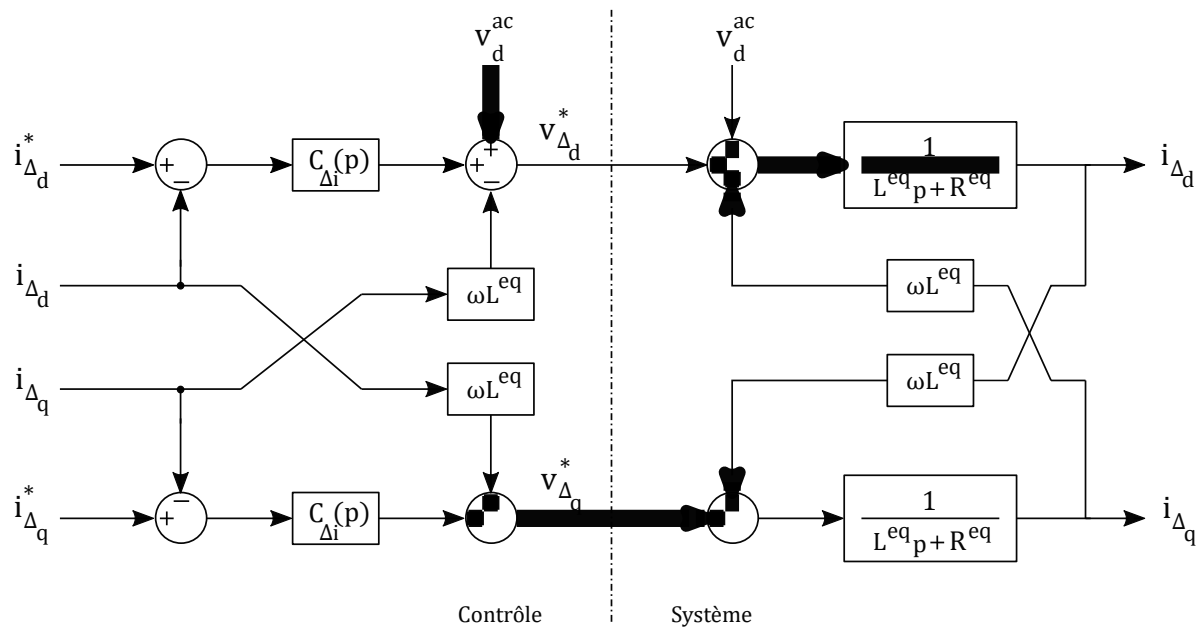 v_d^ac
v_d^ac
i*_Δd
+
−
C_Δi(p)
+
+
−
v*_Δd
1
L^eq p + R^eq
i_Δd
i_Δd
ωL^eq
ωL^eq
i_Δq
ωL^eq
ωL^eq
i*_Δq
+
−
C_Δi(p)
v*_Δq
1
L^eq p + R^eq
i_Δq
Contrôle
Système